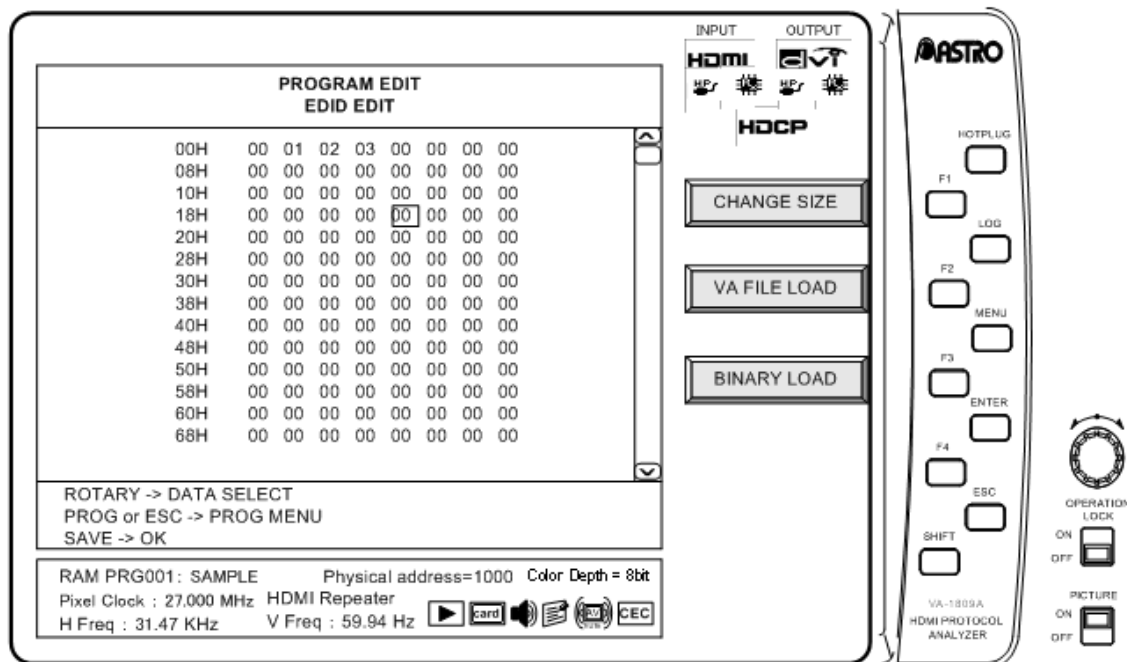 PROGRAM EDIT
EDID EDIT
00H 00 01 02 03 00 00 00 00
08H 00 00 00 00 00 00 00 00
10H 00 00 00 00 00 00 00 00
18H 00 00 00 00 00 00 00 00
20H 00 00 00 00 00 00 00 00
28H 00 00 00 00 00 00 00 00
30H 00 00 00 00 00 00 00 00
38H 00 00 00 00 00 00 00 00
40H 00 00 00 00 00 00 00 00
48H 00 00 00 00 00 00 00 00
50H 00 00 00 00 00 00 00 00
58H 00 00 00 00 00 00 00 00
60H 00 00 00 00 00 00 00 00
68H 00 00 00 00 00 00 00 00
ROTARY -> DATA SELECT
PROG or ESC -> PROG MENU
SAVE -> OK
RAM PRG001: SAMPLE Physical address=1000 Color Depth = 8bit
Pixel Clock : 27.000 MHz HDMI Repeater
H Freq : 31.47 KHz V Freq : 59.94 Hz
card
AV
CEC
INPUT OUTPUT
HDMI DVI
HP HP
HDCP
CHANGE SIZE
VA FILE LOAD
BINARY LOAD
ASTRO
HOTPLUG
F1
LOG
F2
MENU
F3
ENTER
F4
ESC
SHIFT
VA-1809A
HDMI PROTOCOL
ANALYZER
OPERATION
LOCK
ON
OFF
PICTURE
ON
OFF